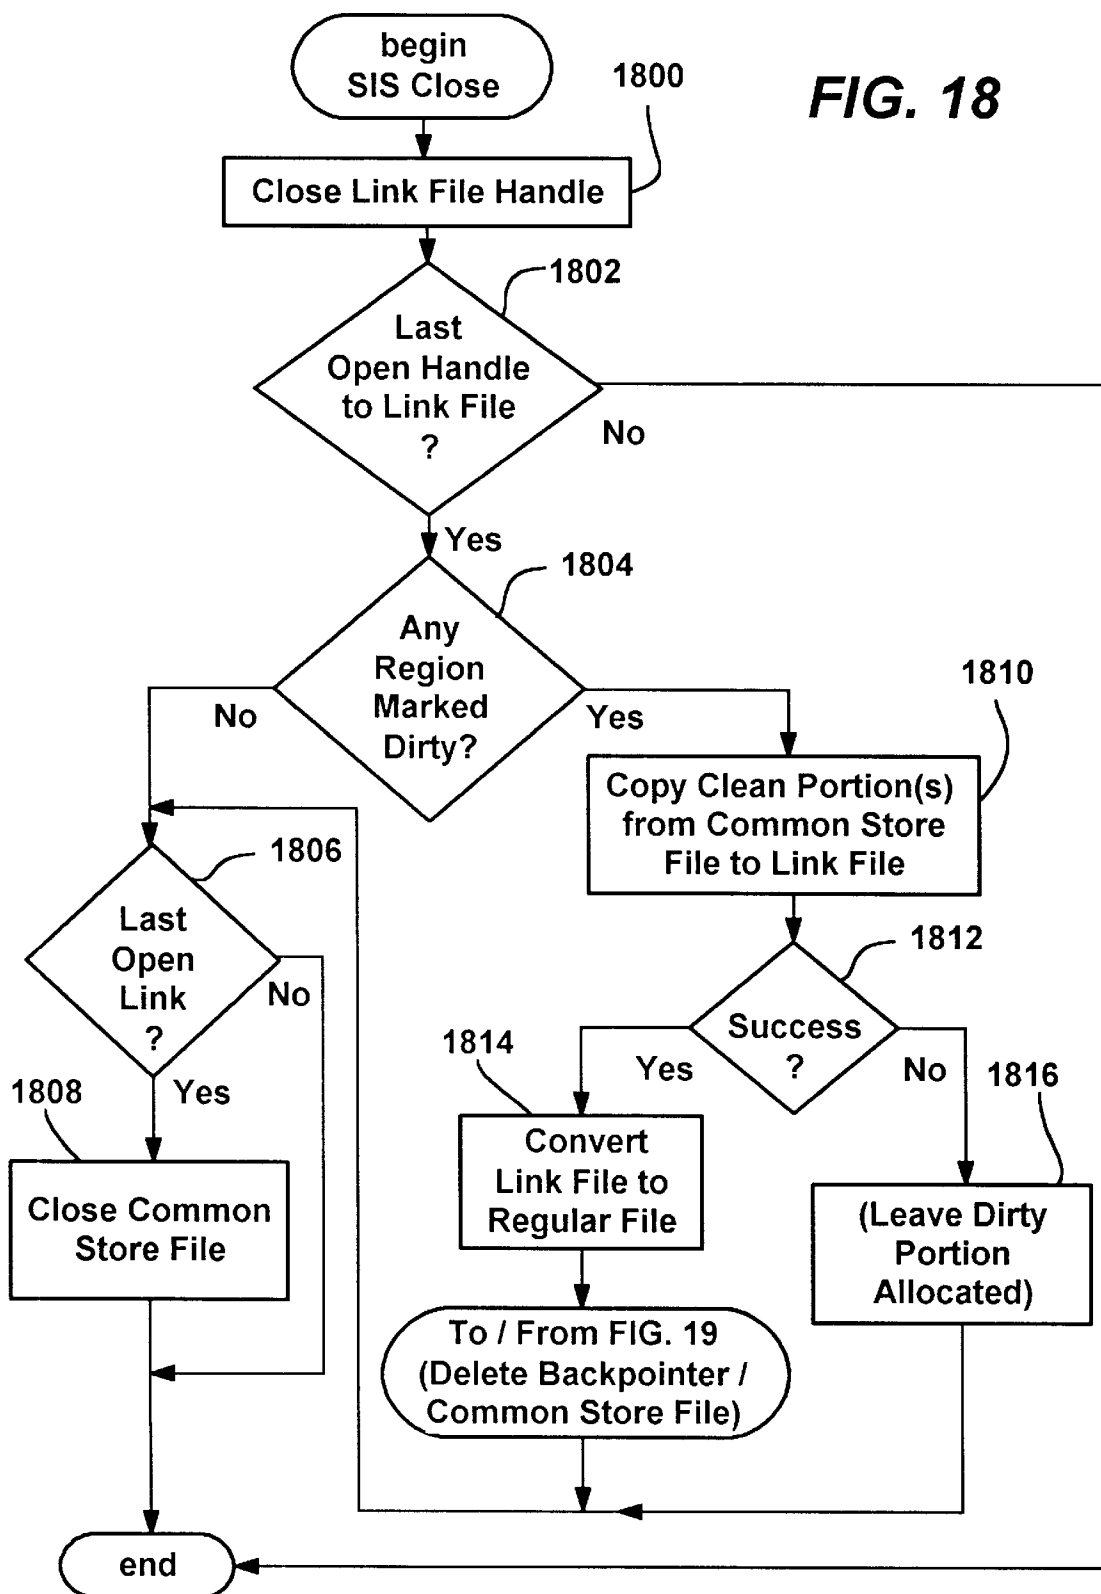 begin
SIS Close
FIG. 18
1800
Close Link File Handle
1802
Last
Open Handle
to Link File
?
No
Yes
1804
Any
Region
Marked
Dirty?
No
Yes
1810
Copy Clean Portion(s)
from Common Store
File to Link File
1806
Last
Open
Link
?
No
Yes
1812
Success
?
Yes
No
1814
Convert
Link File to
Regular File
1816
(Leave Dirty
Portion
Allocated)
1808
Close Common
Store File
To / From FIG. 19
(Delete Backpointer /
Common Store File)
end